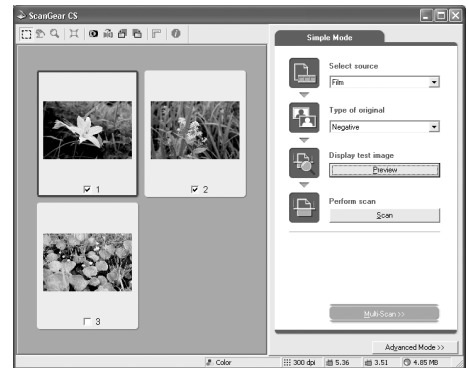 ScanGear CS
Simple Mode
Select source
Film
Type of original
Negative
Display test image
Preview
Perform scan
Scan
1
2
3
Multi-Scan >>
Advanced Mode >>
Color
300 dpi
5.36
3.51
4.85 MB